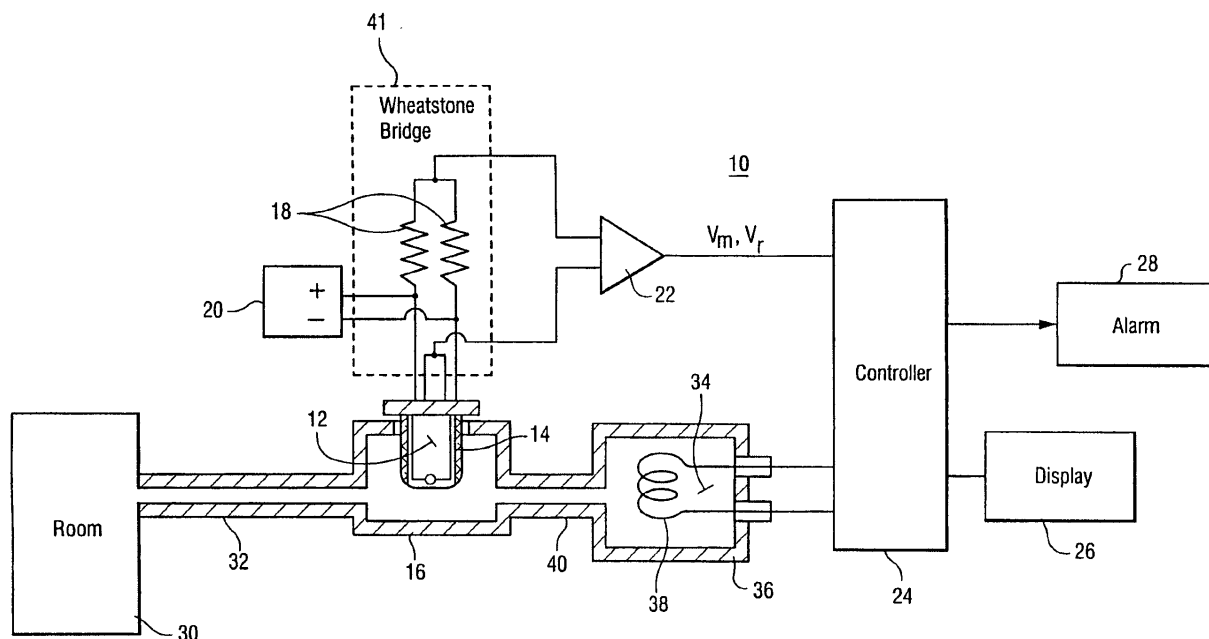 41
Wheatstone
Bridge
10
18
V_m, V_r
20
+
−
22
28
Alarm
Controller
12
14
34
Room
Display
32
16
40
38
36
24
26
30